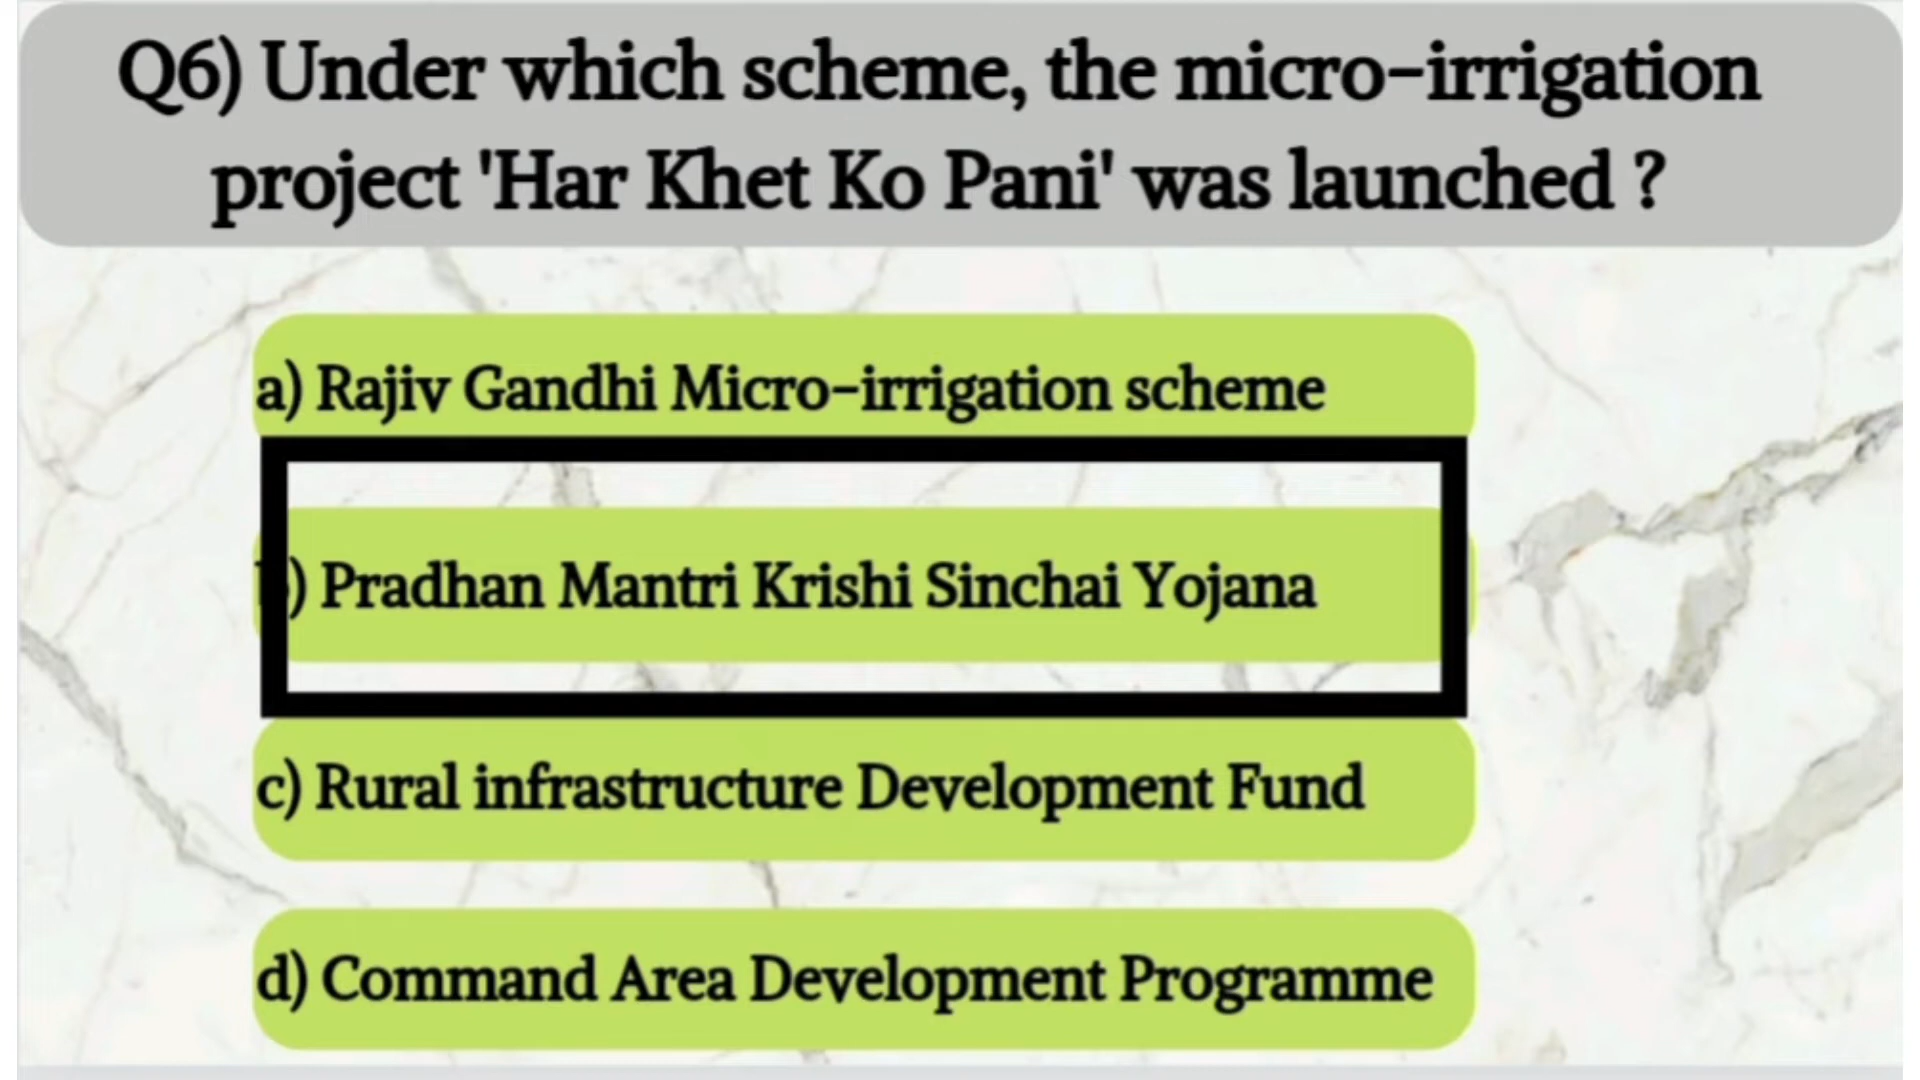 Q6) Under which scheme, the micro-irrigation
project 'Har Khet Ko Pani' was launched ?
a) Rajiv Gandhi Micro-irrigation scheme
b) Pradhan Mantri Krishi Sinchai Yojana
c) Rural infrastructure Development Fund
d) Command Area Development Programme